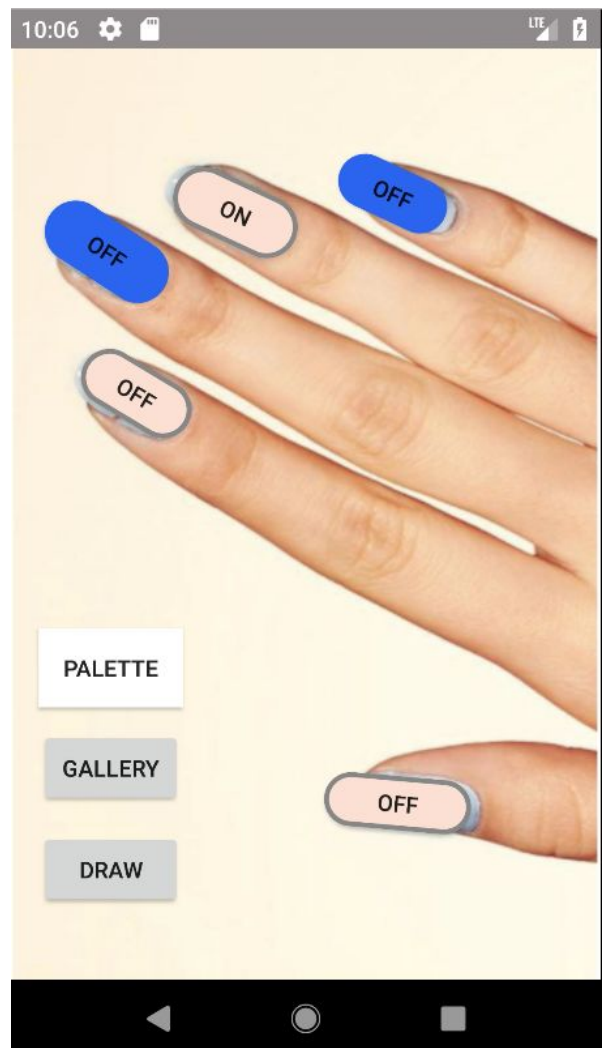 10:06
LTE
OFF
ON
OFF
OFF
PALETTE
GALLERY
OFF
DRAW